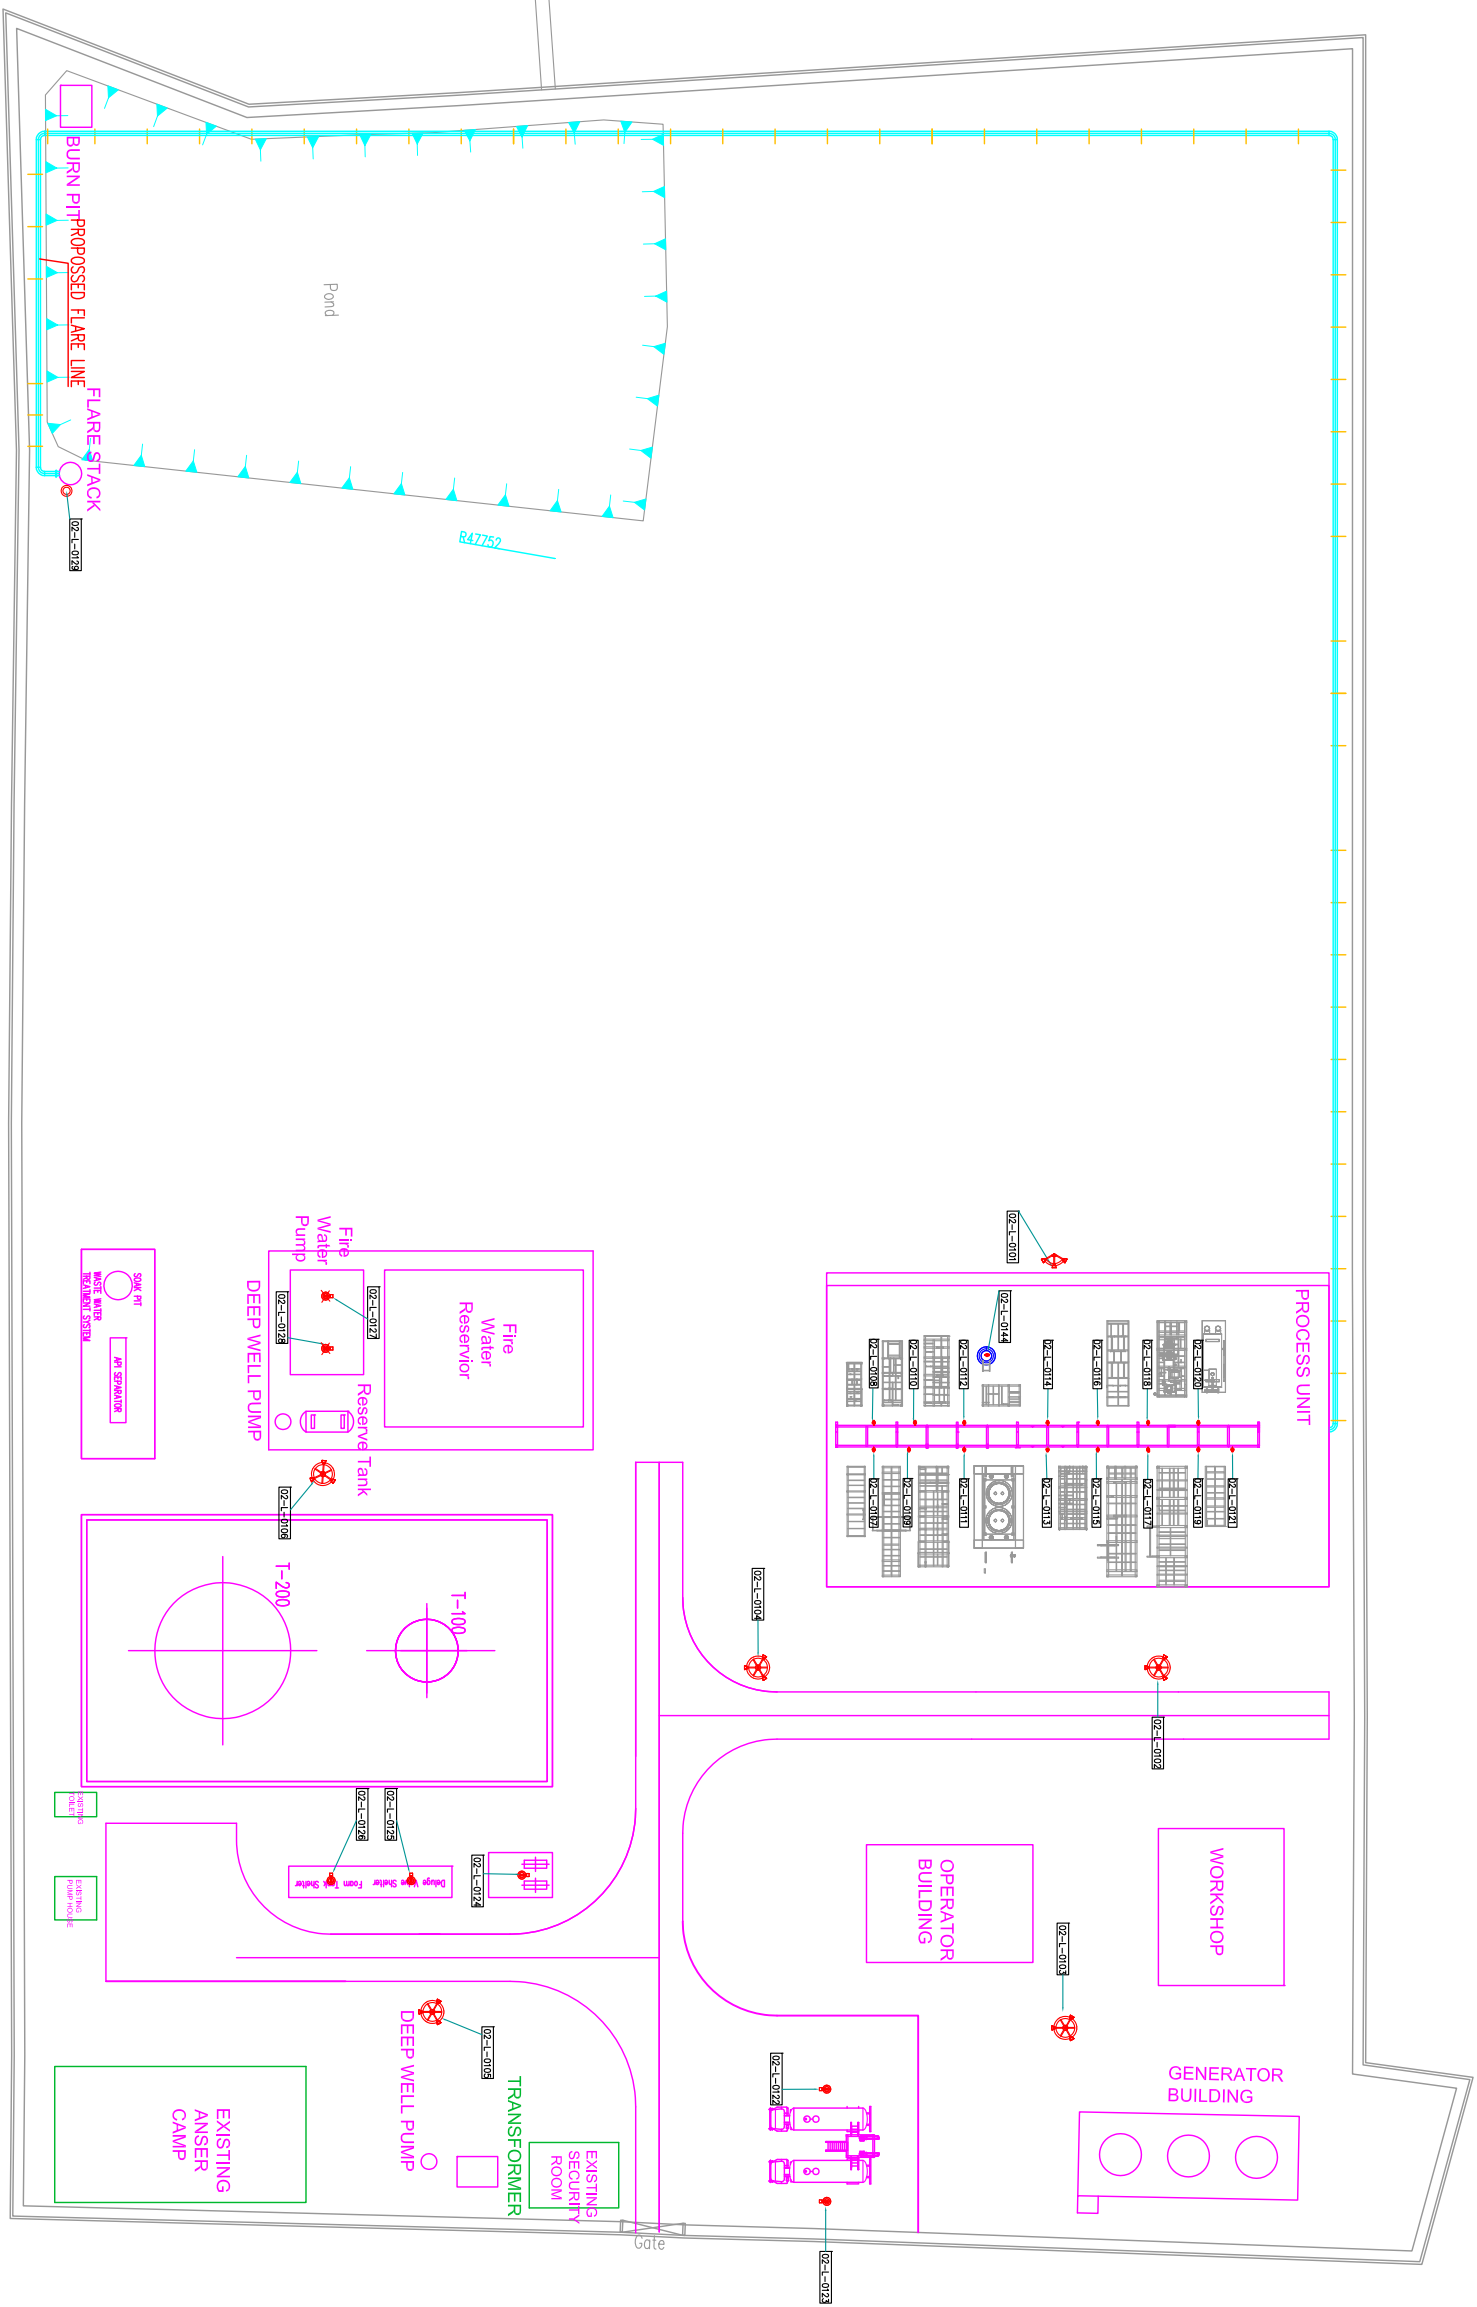 BURN PIT
PROPOSSED FLARE LINE
FLARE STACK
02-L-0129
Pond
R47752
02-L-0101
PROCESS UNIT
02-L-0144
02-L-0108
02-L-0110
02-L-0112
02-L-0114
02-L-0116
02-L-0118
02-L-0120
02-L-0107
02-L-0109
02-L-0111
02-L-0113
02-L-0115
02-L-0117
02-L-0119
02-L-0121
Fire
Water
Pump
02-L-0127
02-L-0128
DEEP WELL PUMP
Fire
Water
Reservior
Reserve Tank
SOAK PIT
WASTE WATER
TREATMENT SYSTEM
API SEPARATOR
02-L-0106
T-200
T-100
02-L-0104
02-L-0102
EXISTING
TOILET
EXISTING
PUMP HOUSE
02-L-0126
02-L-0125
Deluge Valve Shelter
Foam Tank Shelter
02-L-0124
OPERATOR
BUILDING
WORKSHOP
02-L-0103
02-L-0105
DEEP WELL PUMP
TRANSFORMER
EXISTING
ANSER
CAMP
EXISTING
SECURITY
ROOM
02-L-0122
02-L-0123
GENERATOR
BUILDING
Gate